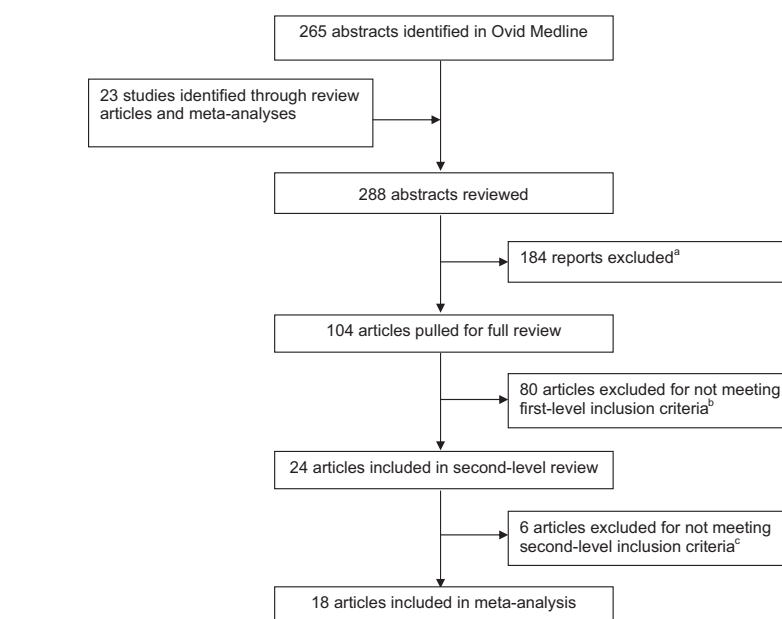 265 abstracts identified in Ovid Medline
23 studies identified through review
articles and meta-analyses
288 abstracts reviewed
184 reports excludedᵃ
104 articles pulled for full review
80 articles excluded for not meeting
first-level inclusion criteriaᵇ
24 articles included in second-level review
6 articles excluded for not meeting
second-level inclusion criteriaᶜ
18 articles included in meta-analysis